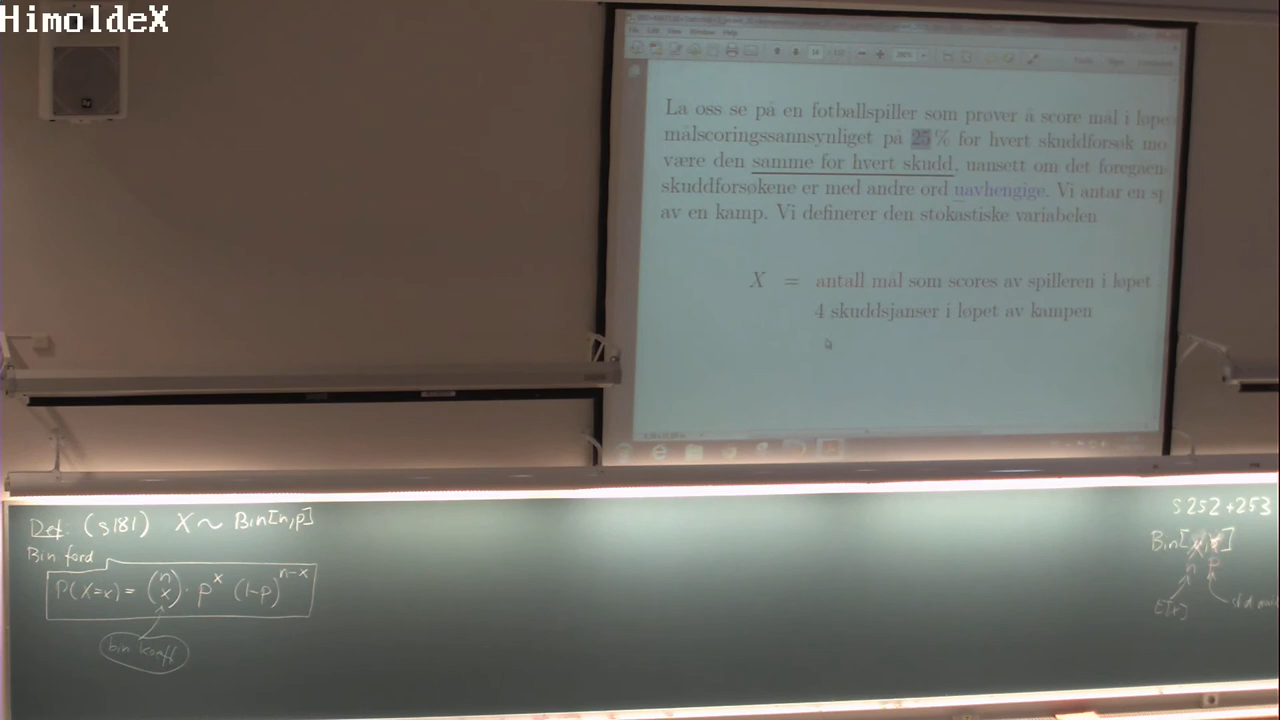 HimoldeX
La oss se på en fotballspiller som prøver å score mål i løpe
målscoringssannsynliget på 25 % for hvert skuddforsøk mo
være den samme for hvert skudd, uansett om det foregåen
skuddforsøkene er med andre ord uavhengige. Vi antar en sp
av en kamp. Vi definerer den stokastiske variabelen
X = antall mål som scores av spilleren i løpet
4 skuddsjanser i løpet av kampen
Def. (s181) X ~ Bin[n,p]
Bin ford
P(X=x) = (n x) · p^x (1-p)^n-x
bin koeff
S 252 + 253
Bin[
n p
E[X]